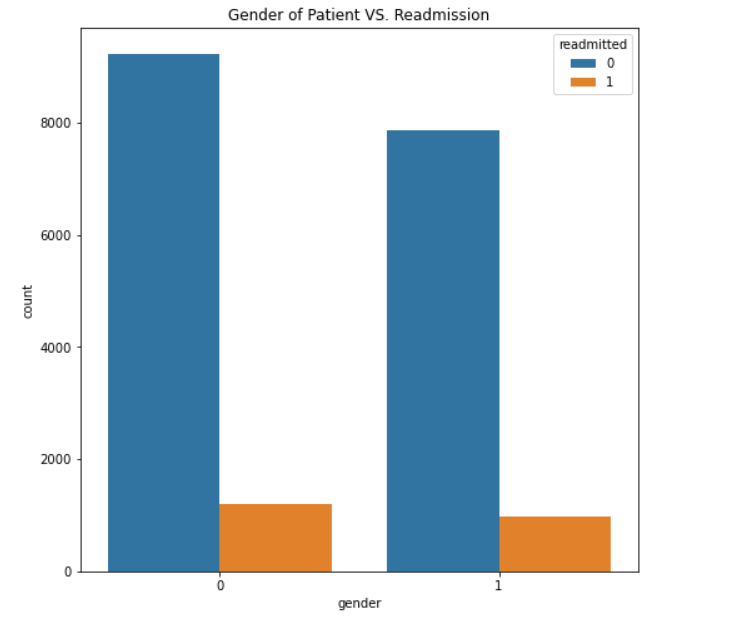 Gender of Patient VS. Readmission
readmitted
0
1
8000
6000
4000
2000
0
count
0 1
gender